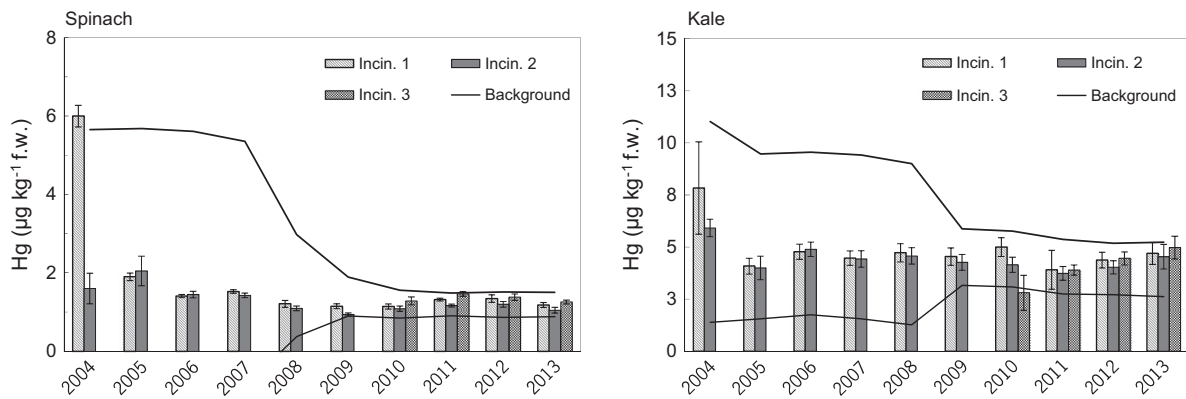 Spinach
8
6
4
2
0
Hg (µg kg⁻¹ f.w.)
Incin. 1 Incin. 2
Incin. 3 Background
2004 2005 2006 2007 2008 2009 2010 2011 2012 2013
Kale
15
13
10
8
5
3
0
Hg (µg kg⁻¹ f.w.)
Incin. 1 Incin. 2
Incin. 3 Background
2004 2005 2006 2007 2008 2009 2010 2011 2012 2013